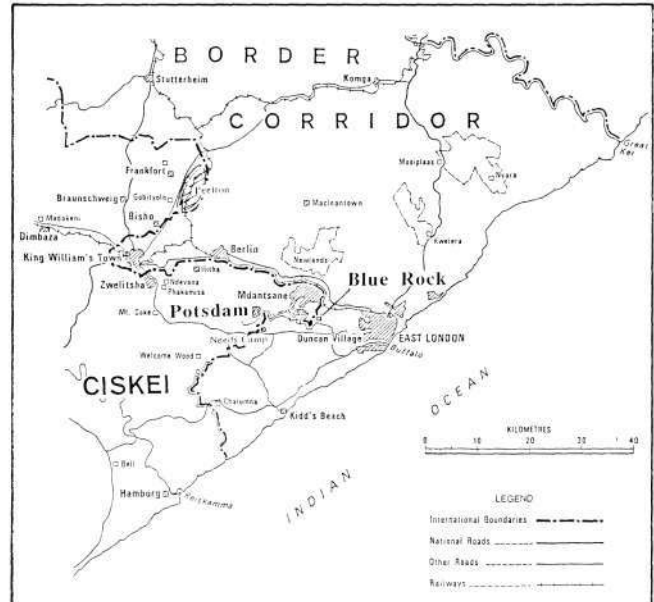 BORDER
Stutterheim
Komga
CORRIDOR
Great
Kei
Mooiplaas
Frankfort
Nyara
Peelton
Braunschweig
Macleantown
Bisho
Dimbaza
Kwelera
King William's Town
Berlin
Newlands
Zwelitsha
Ndevana
Phakamisa
Mdantsane
Blue Rock
Mt. Coke
Potsdam
Needs Camp
Duncan Village
EAST LONDON
Buffalo
Welcome Wood
CISKEI
Chalumna
Kidd's Beach
OCEAN
Bell
Hamburg
Keiskamma
INDIAN
KILOMETRES
0 10 20 30 40
LEGEND
International Boundaries
National Roads
Other Roads
Railways